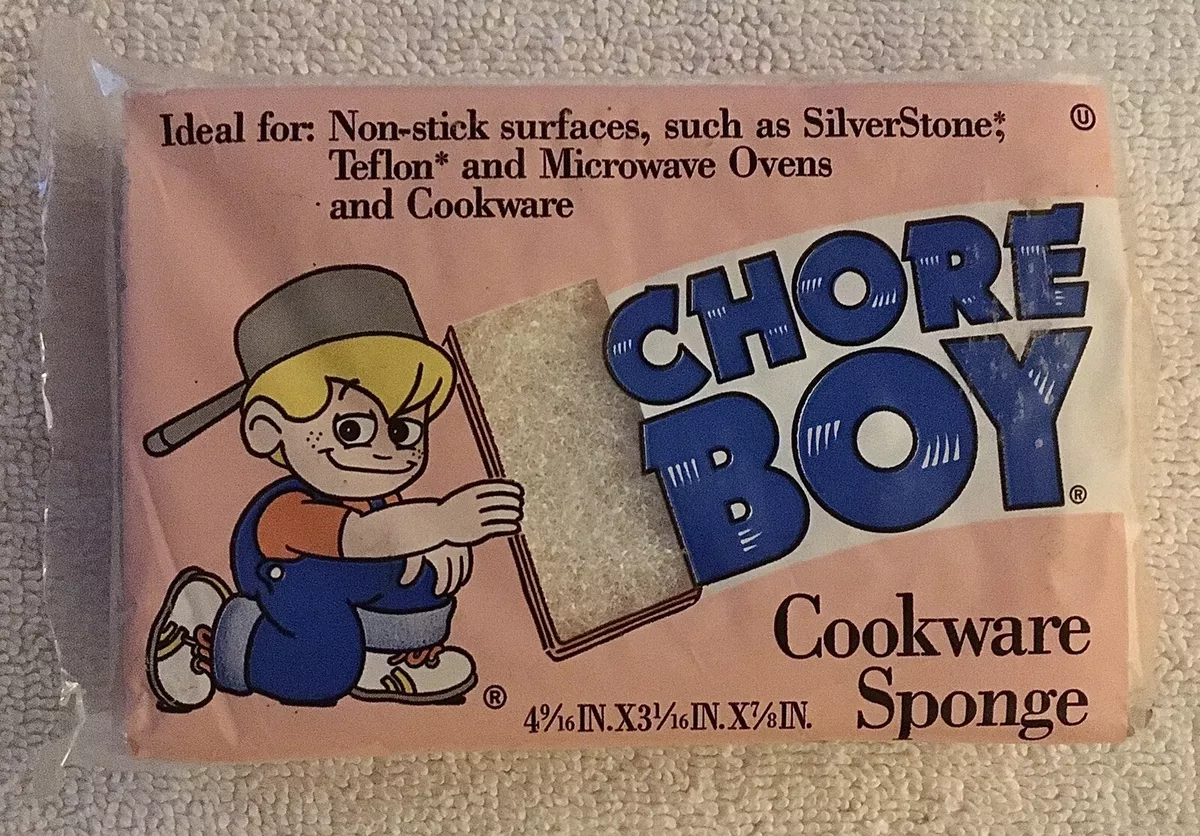 Ideal for: Non-stick surfaces, such as SilverStone*,
Teflon* and Microwave Ovens
and Cookware
Ⓤ
CHORE
BOY®
Cookware
Sponge
® 4 9/16 IN. X 3 1/16 IN. X 7/8 IN.